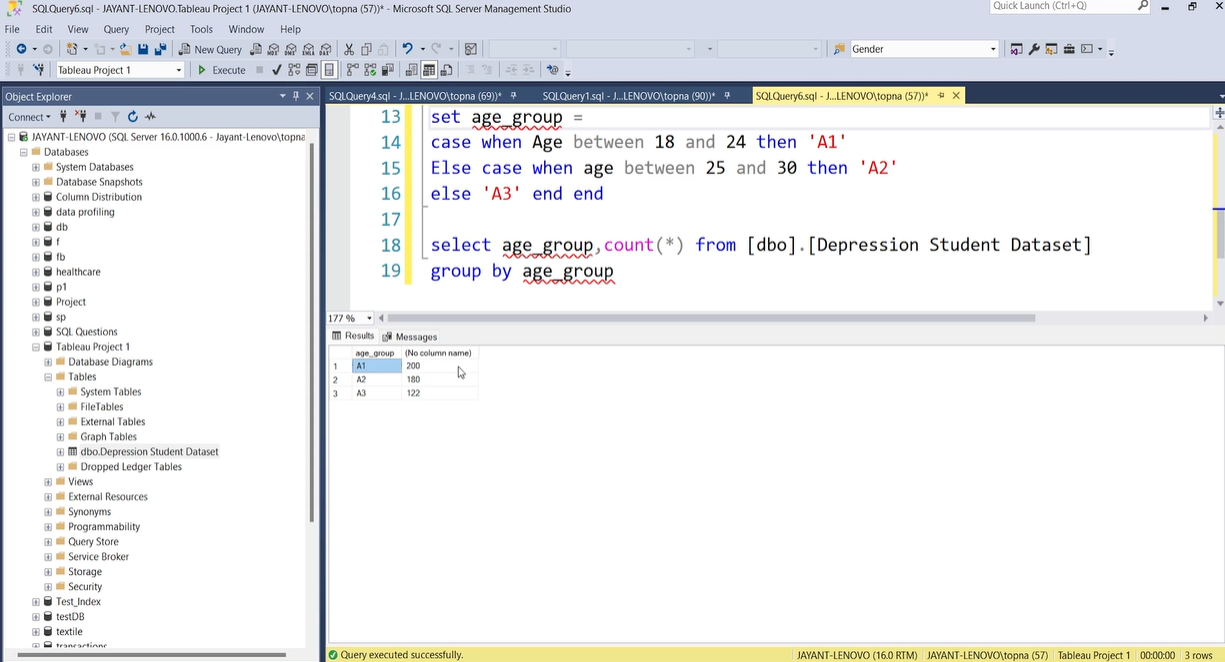 SQLQuery6.sql - JAYANT-LENOVO.Tableau Project 1 (JAYANT-LENOVO\topna (57))* - Microsoft SQL Server Management Studio
Quick Launch (Ctrl+Q)
File Edit View Query Project Tools Window Help
New Query
Gender
Tableau Project 1
Execute
Object Explorer
SQLQuery4.sql - J...LENOVO\topna (69))*
SQLQuery1.sql - J...LENOVO\topna (90))*
SQLQuery6.sql - J...LENOVO\topna (57))*
Connect
JAYANT-LENOVO (SQL Server 16.0.1000.6 - Jayant-Lenovo\topna
Databases
System Databases
Database Snapshots
Column Distribution
data profiling
db
f
fb
healthcare
p1
Project
sp
SQL Questions
Tableau Project 1
Database Diagrams
Tables
System Tables
FileTables
External Tables
Graph Tables
dbo.Depression Student Dataset
Dropped Ledger Tables
Views
External Resources
Synonyms
Programmability
Query Store
Service Broker
Storage
Security
Test_Index
testDB
textile
transactions
13 set age_group =
14 case when Age between 18 and 24 then 'A1'
15 Else case when age between 25 and 30 then 'A2'
16 else 'A3' end end
17
18 select age_group,count(*) from [dbo].[Depression Student Dataset]
19 group by age_group
177 %
Results Messages
age_group (No column name)
1 A1 200
2 A2 180
3 A3 122
Query executed successfully.
JAYANT-LENOVO (16.0 RTM) JAYANT-LENOVO\topna (57) Tableau Project 1 00:00:00 3 rows